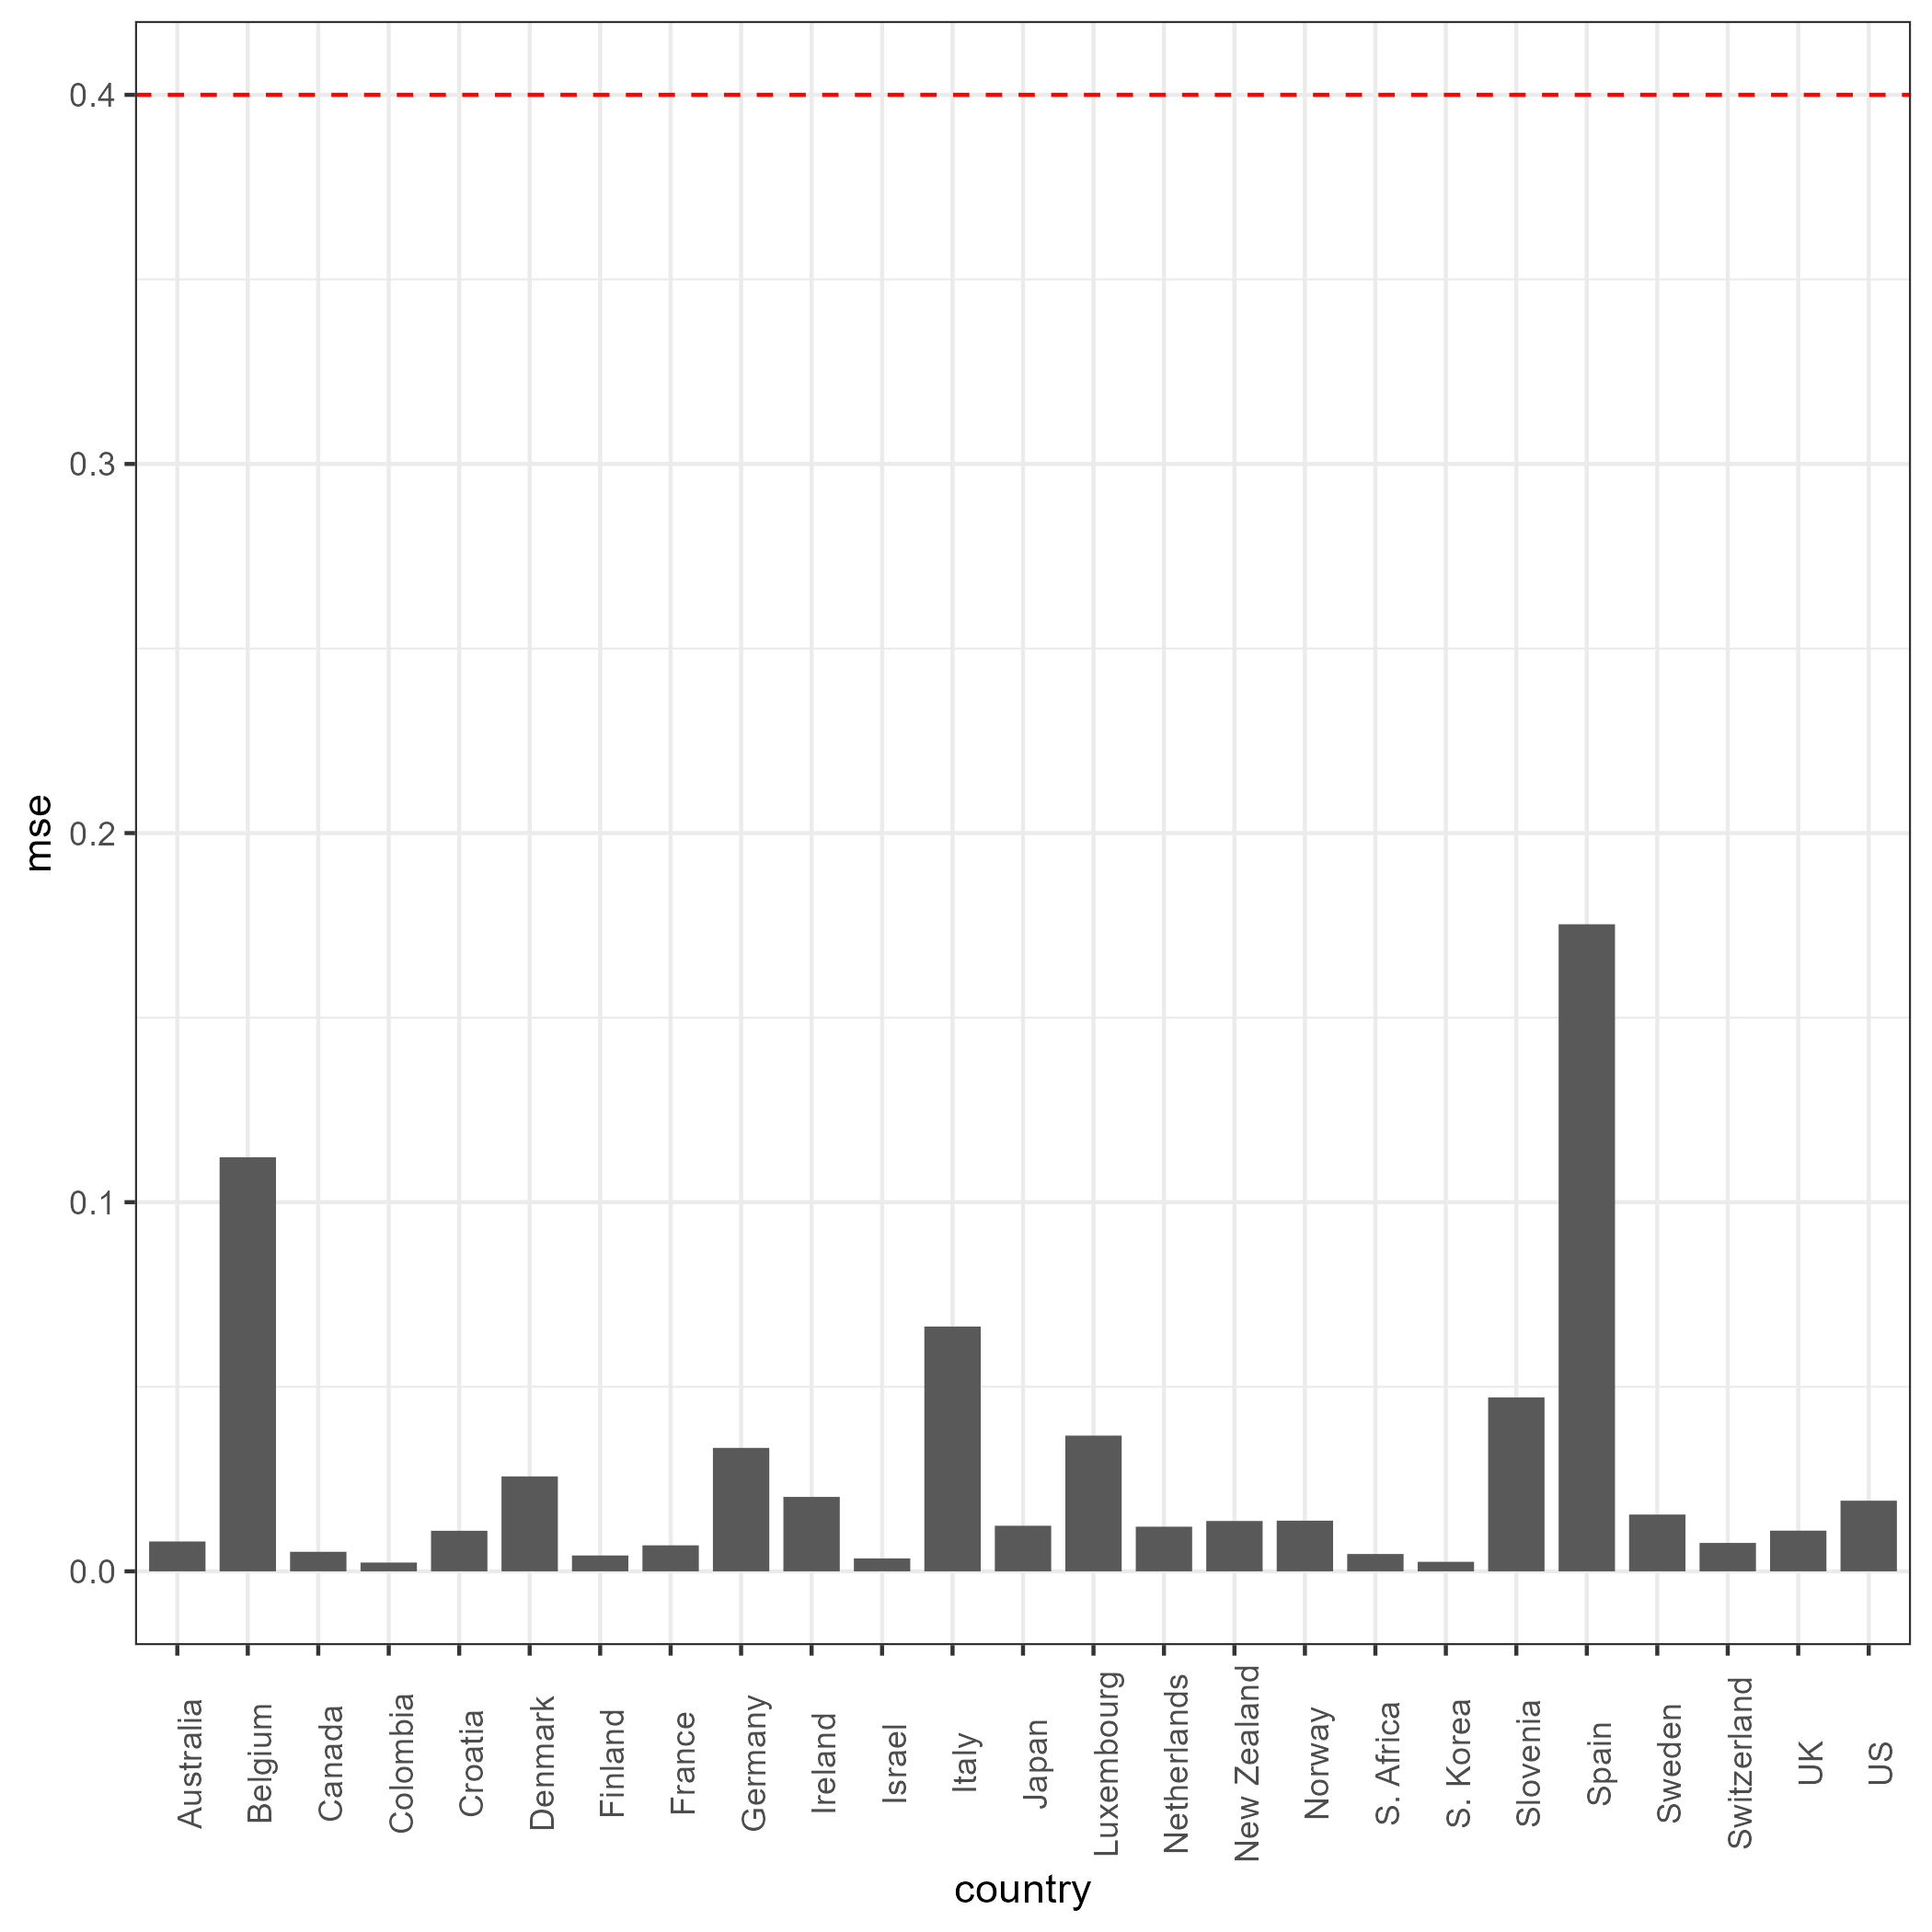 mse
0.4
0.3
0.2
0.1
0.0
Australia
Belgium
Canada
Colombia
Croatia
Denmark
Finland
France
Germany
Ireland
Israel
Italy
Japan
Luxembourg
Netherlands
New Zealand
Norway
S. Africa
S. Korea
Slovenia
Spain
Sweden
Switzerland
UK
US
country